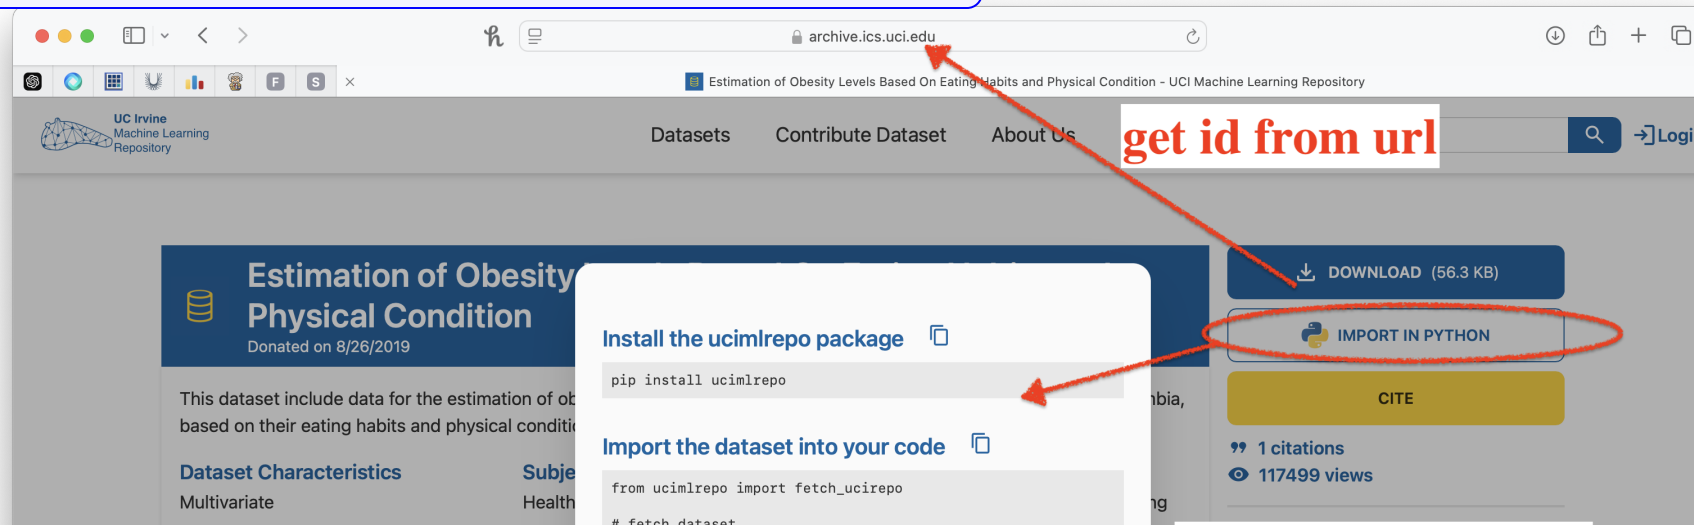 archive.ics.uci.edu
F
S
Estimation of Obesity Levels Based On Eating Habits and Physical Condition - UCI Machine Learning Repository
UC Irvine
Machine Learning
Repository
Datasets
Contribute Dataset
About Us
get id from url
Logi
Estimation of Obesity
Physical Condition
Donated on 8/26/2019
DOWNLOAD (56.3 KB)
IMPORT IN PYTHON
CITE
1 citations
117499 views
Install the ucimlrepo package
pip install ucimlrepo
This dataset include data for the estimation of ob
bia,
based on their eating habits and physical conditi
Import the dataset into your code
Dataset Characteristics
Subje
Multivariate
Health
ng
from ucimlrepo import fetch_ucirepo
# fetch dataset